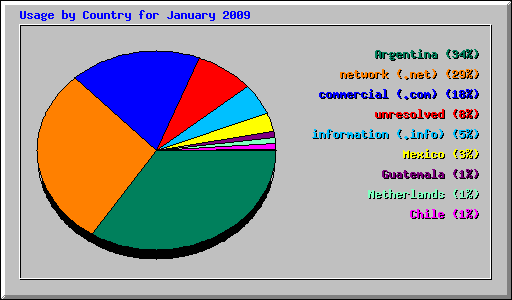 Usage by Country for January 2009
Argentina (34%)
network (.net) (29%)
commercial (.com) (18%)
unresolved (8%)
information (.info) (5%)
Mexico (3%)
Guatemala (1%)
Netherlands (1%)
Chile (1%)